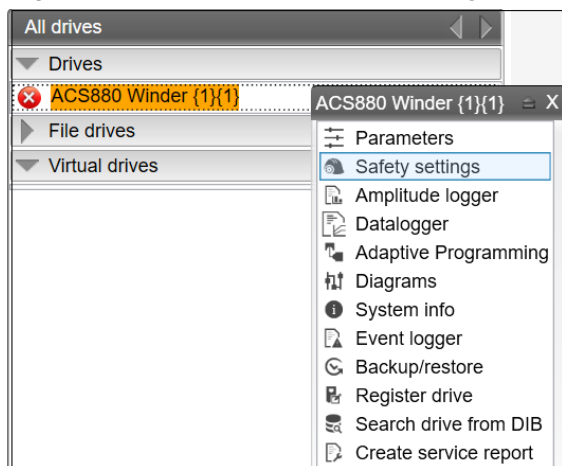 All drives
Drives
ACS880 Winder {1}{1}
File drives
Virtual drives
ACS880 Winder {1}{1} X
Parameters
Safety settings
Amplitude logger
Datalogger
Adaptive Programming
Diagrams
System info
Event logger
Backup/restore
Register drive
Search drive from DIB
Create service report